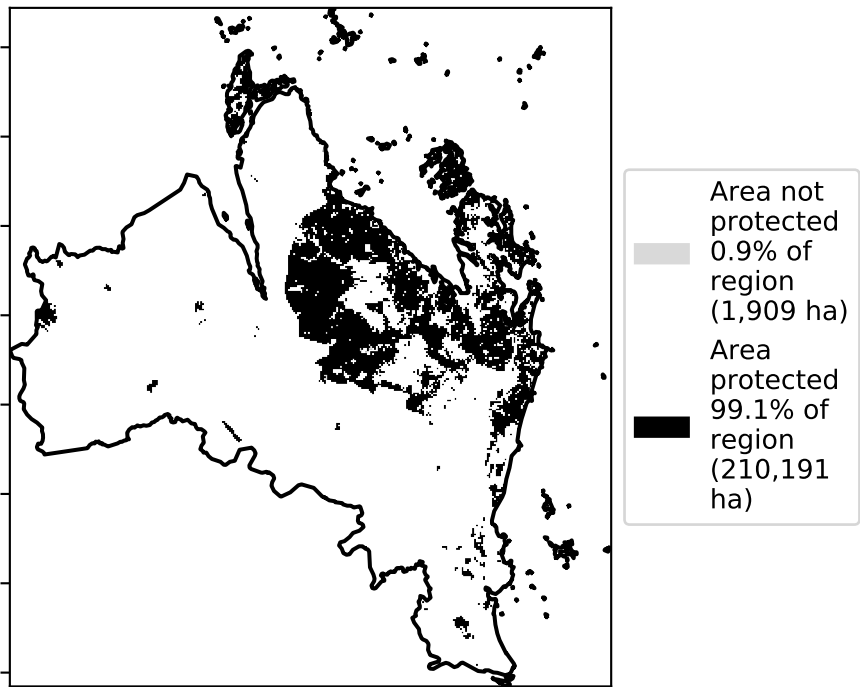 Area not
protected
0.9% of
region
(1,909 ha)
Area
protected
99.1% of
region
(210,191
ha)